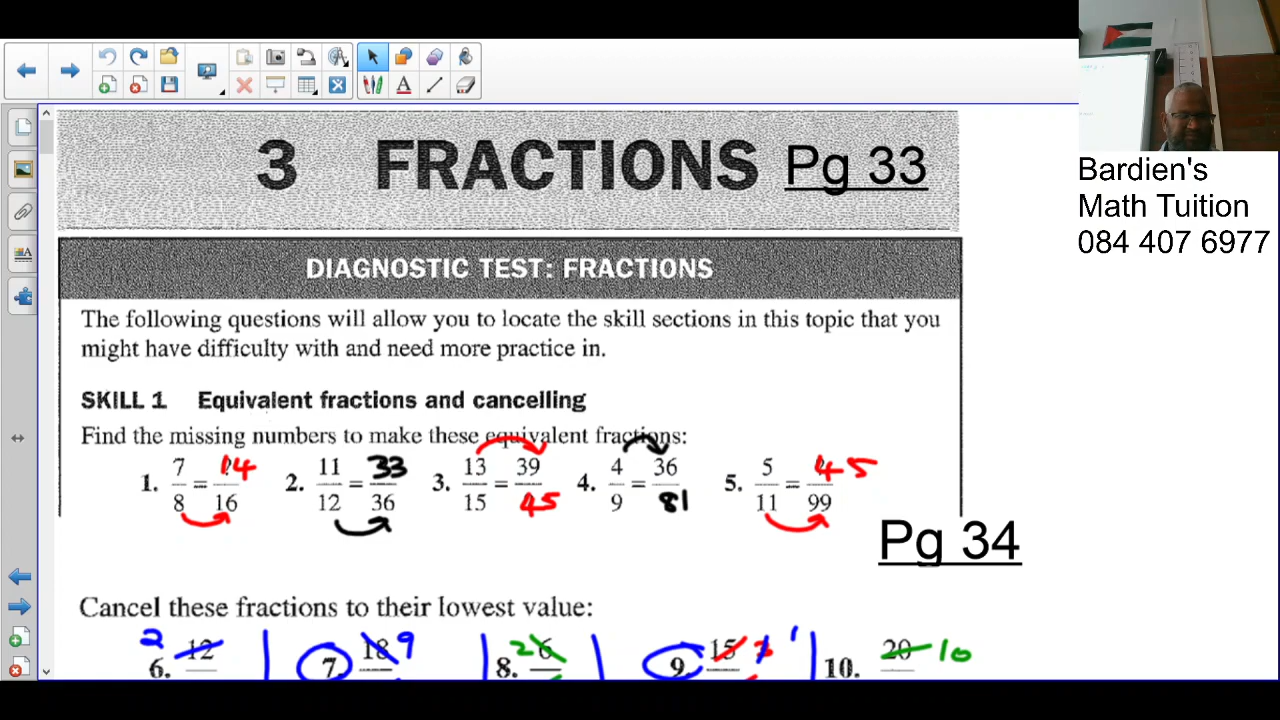 3 FRACTIONS Pg 33
Bardien's
Math Tuition
084 407 6977
DIAGNOSTIC TEST: FRACTIONS
The following questions will allow you to locate the skill sections in this topic that you
might have difficulty with and need more practice in.
SKILL 1 Equivalent fractions and cancelling
Find the missing numbers to make these equivalent fractions:
1. 7/8 = 14/16 2. 11/12 = 33/36 3. 13/15 = 39/45 4. 4/9 = 36/81 5. 5/11 = 45/99
Pg 34
Cancel these fractions to their lowest value:
2 12 18 9 2 6 15 3 1 20 10
6. 7. 8. 9. 10.